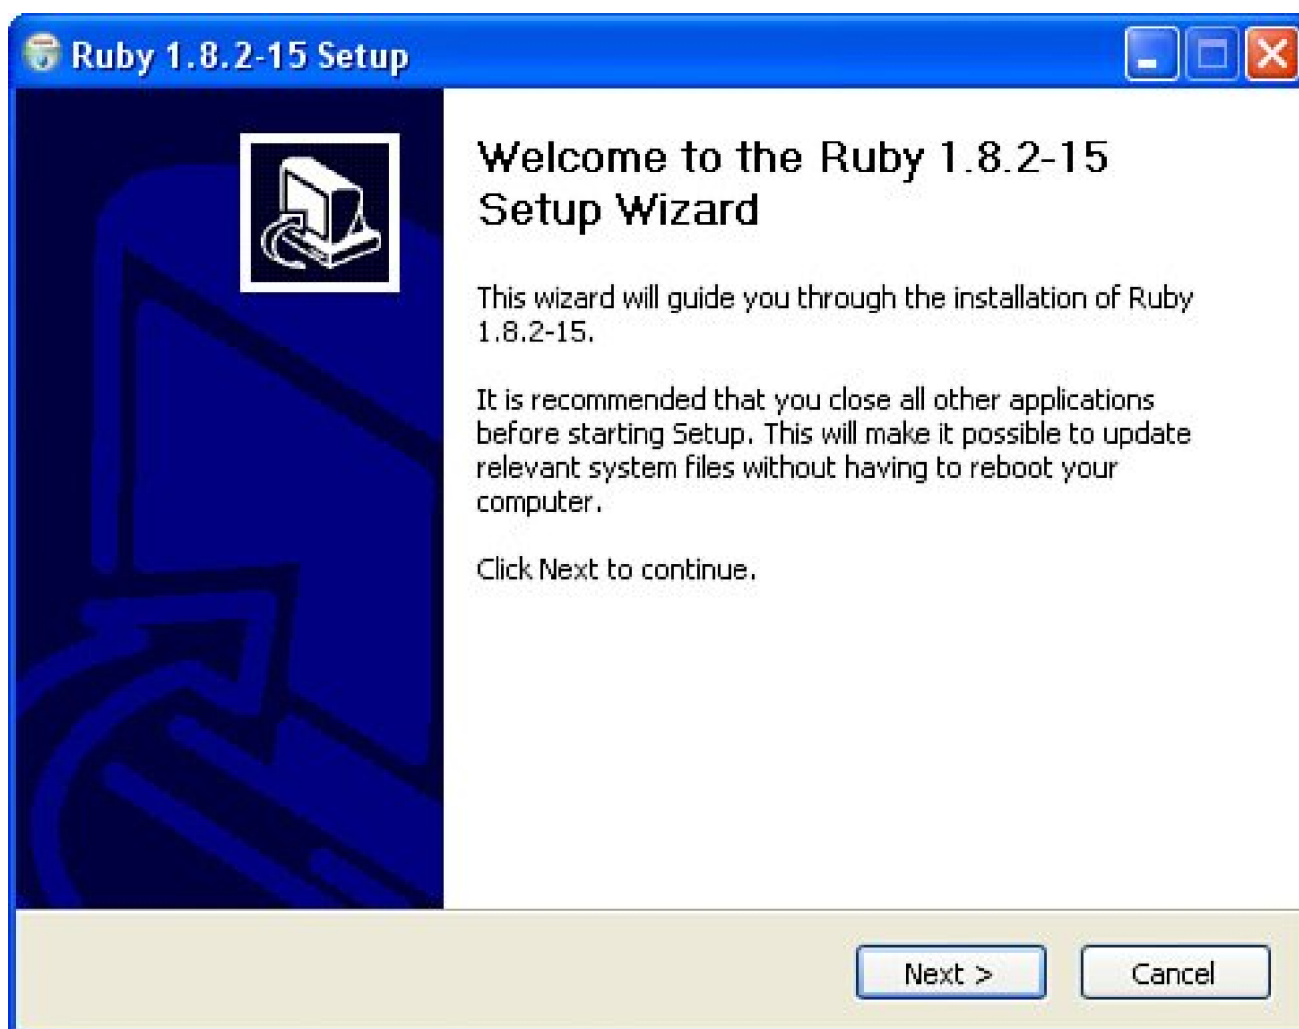 Ruby 1.8.2-15 Setup
Welcome to the Ruby 1.8.2-15
Setup Wizard
This wizard will guide you through the installation of Ruby
1.8.2-15.
It is recommended that you close all other applications
before starting Setup. This will make it possible to update
relevant system files without having to reboot your
computer.
Click Next to continue.
Next >
Cancel